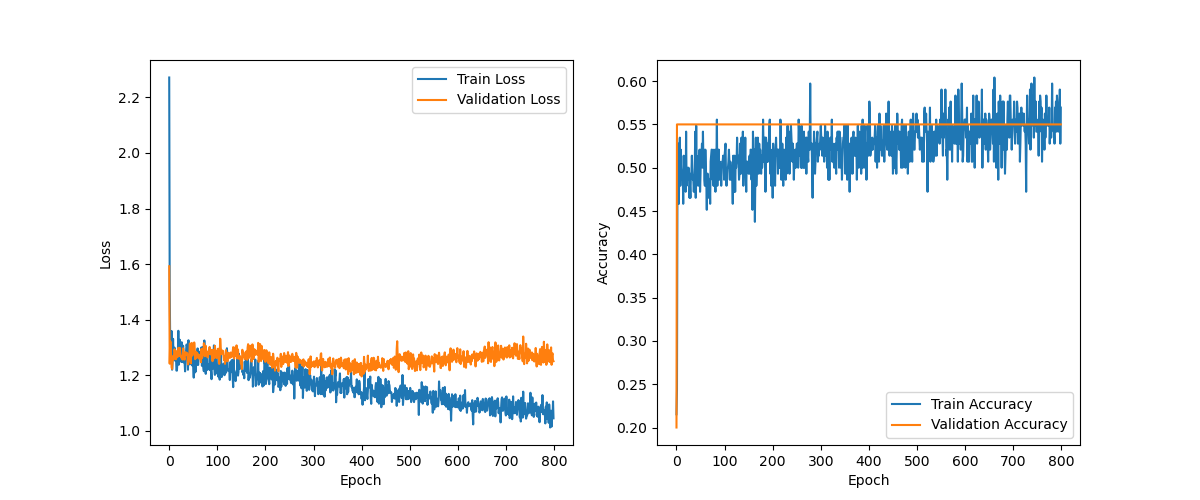 Train Loss
Validation Loss
2.2
2.0
1.8
1.6
1.4
1.2
1.0
Loss
0 100 200 300 400 500 600 700 800
Epoch
0.60
0.55
0.50
0.45
0.40
0.35
0.30
0.25
0.20
Accuracy
Train Accuracy
Validation Accuracy
0 100 200 300 400 500 600 700 800
Epoch